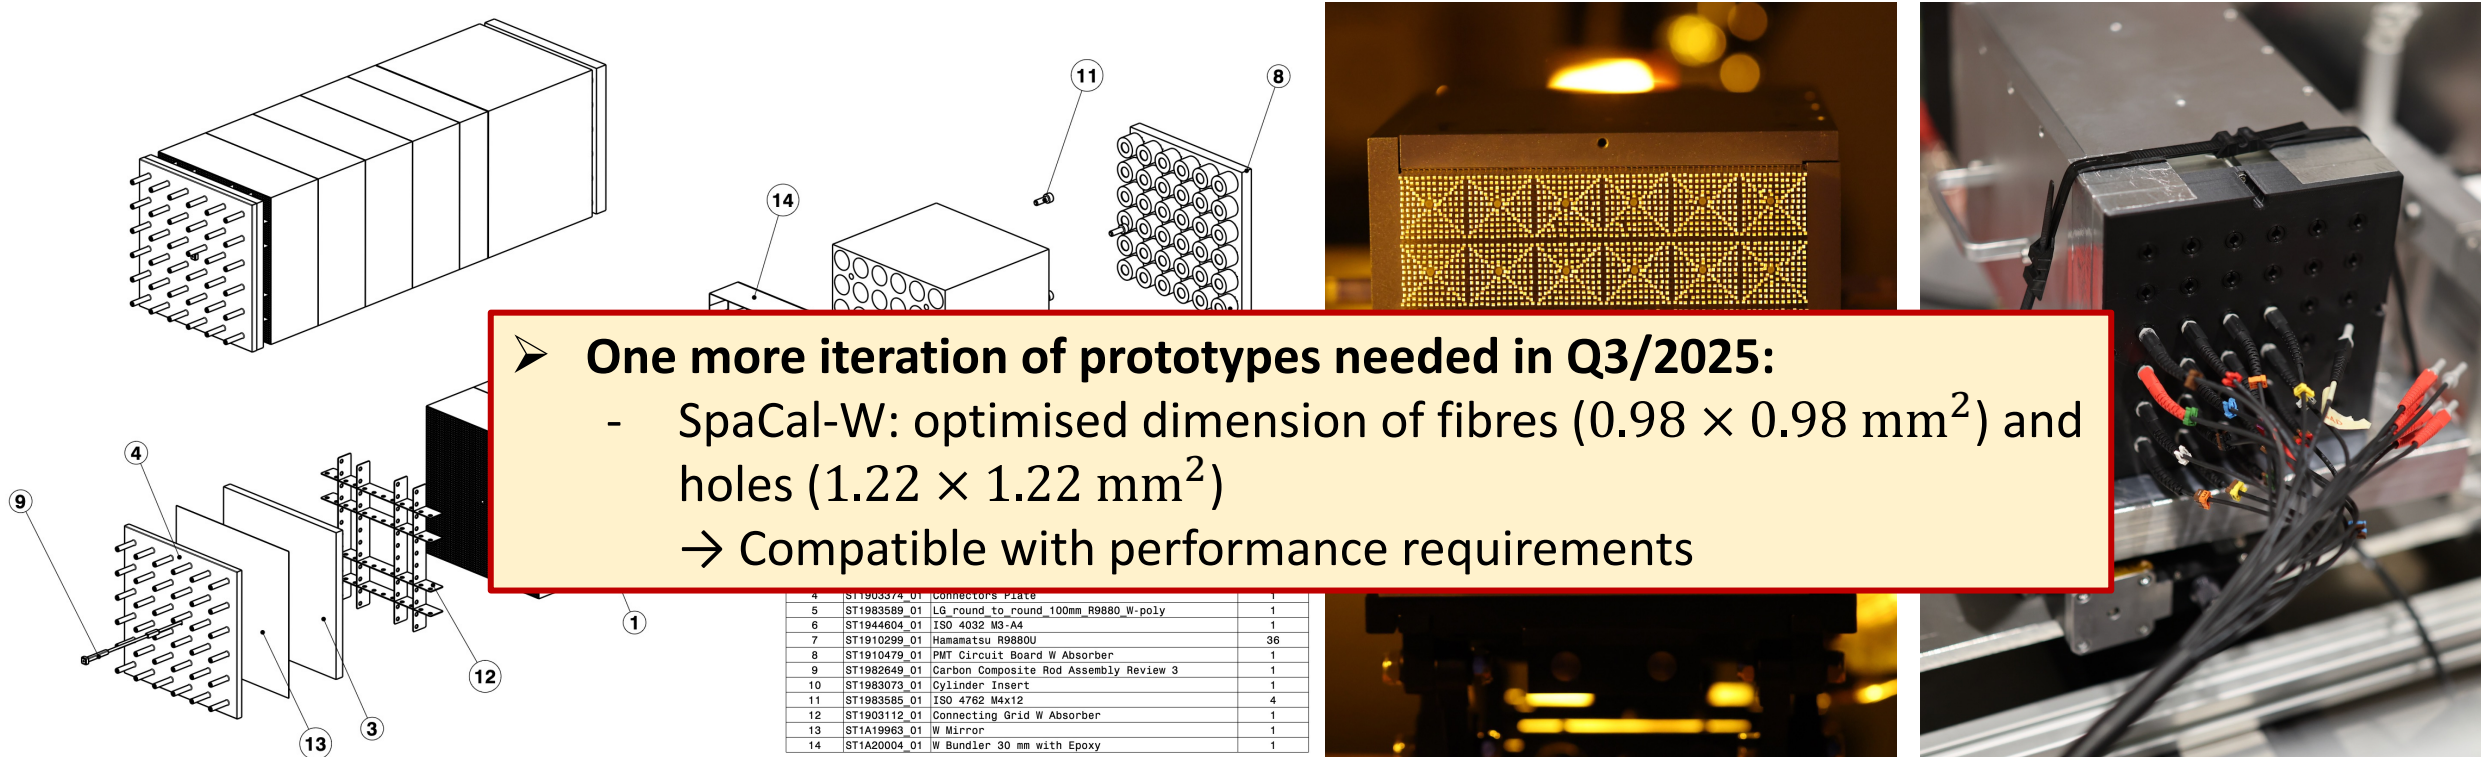 11
8
14
➢ One more iteration of prototypes needed in Q3/2025:
- SpaCal-W: optimised dimension of fibres (0.98 × 0.98 mm²) and
holes (1.22 × 1.22 mm²)
→ Compatible with performance requirements
4
9
1
12
3
13
4 ST1903374_01 Connectors Plate 1
5 ST1983589_01 LG_round_to_round_100mm_R9880_W-poly 1
6 ST1944604_01 ISO 4032 M3-A4 1
7 ST1910299_01 Hamamatsu R9880U 36
8 ST1910479_01 PMT Circuit Board W Absorber 1
9 ST1982649_01 Carbon Composite Rod Assembly Review 3 1
10 ST1983073_01 Cylinder Insert 1
11 ST1983585_01 ISO 4762 M4x12 4
12 ST1903112_01 Connecting Grid W Absorber 1
13 ST1A19963_01 W Mirror 1
14 ST1A20004_01 W Bundler 30 mm with Epoxy 1